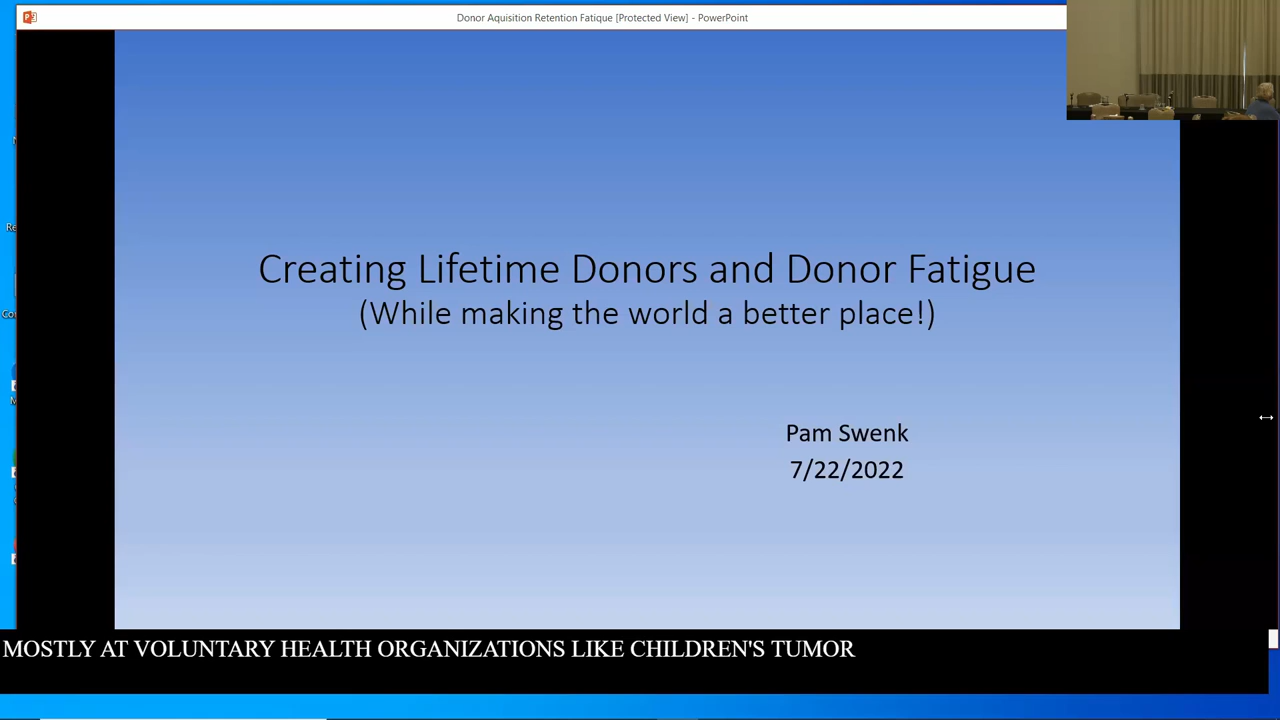 Donor Aquisition Retention Fatique [Protected View] - PowerPoint
Creating Lifetime Donors and Donor Fatigue
(While making the world a better place!)
Pam Swenk
7/22/2022
MOSTLY AT VOLUNTARY HEALTH ORGANIZATIONS LIKE CHILDREN'S TUMOR